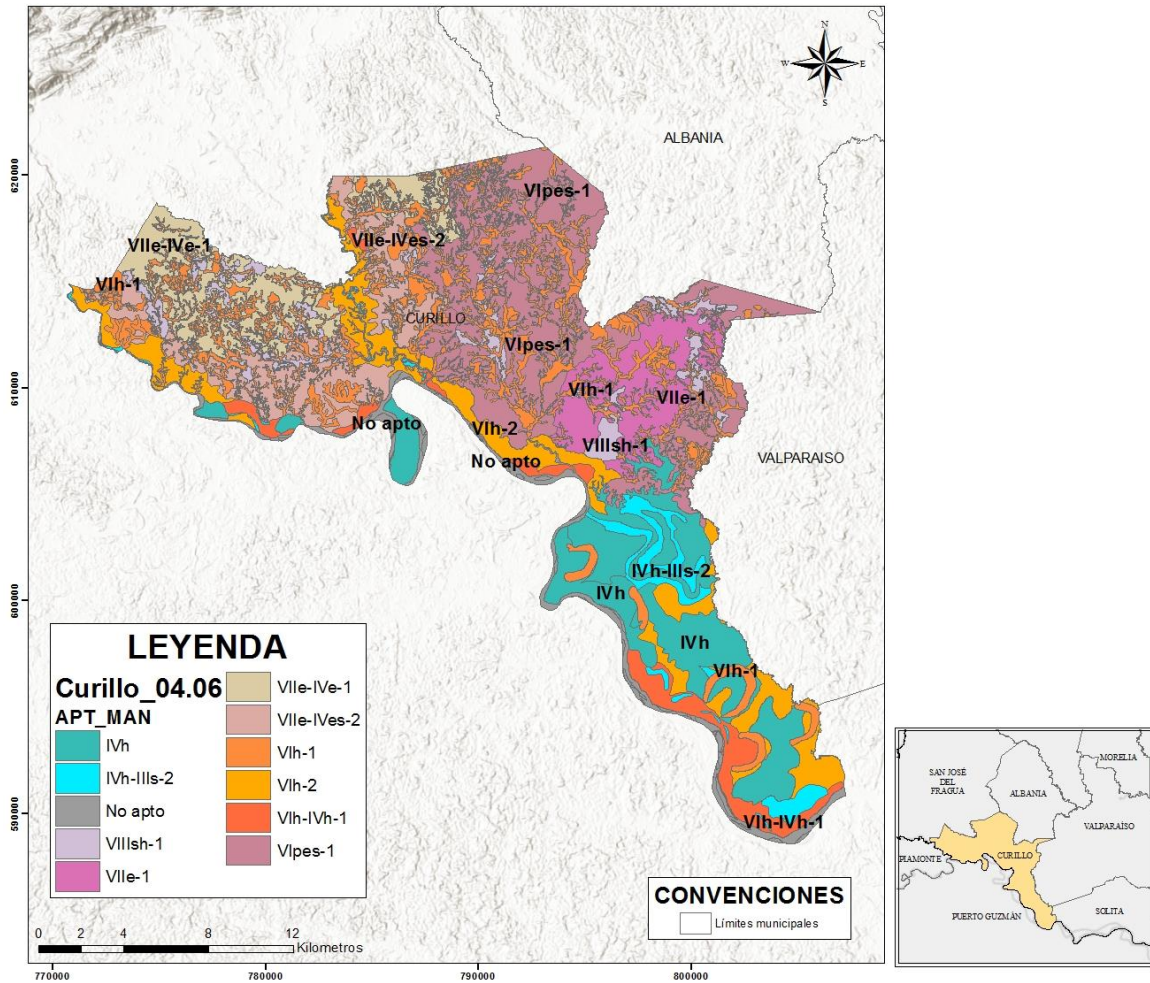 N
W
E
S
ALBANIA
620000
VIpes-1
VIIe-IVe-1
VIIe-IVes-2
VIh-1
CURILLO
VIpes-1
610000
VIh-1
VIIe-1
No apto
VIh-2
VIIIsh-1
No apto
VALPARAISO
IVh-IIIs-2
600000
IVh
IVh
VIh-1
590000
VIh-IVh-1
LEYENDA
Curillo_04.06
APT_MAN
IVh
IVh-IIIs-2
No apto
VIIIsh-1
VIIe-1
VIIe-IVe-1
VIIe-IVes-2
VIh-1
VIh-2
VIh-IVh-1
VIpes-1
CONVENCIONES
Límites municipales
0 2 4 8 12
Kilometros
770000 780000 790000 800000
MORELIA
SAN JOSÉ
DEL
FRAGUA
ALBANIA
VALPARAÍSO
PIAMONTE
CURILLO
PUERTO GUZMÁN
SOLITA